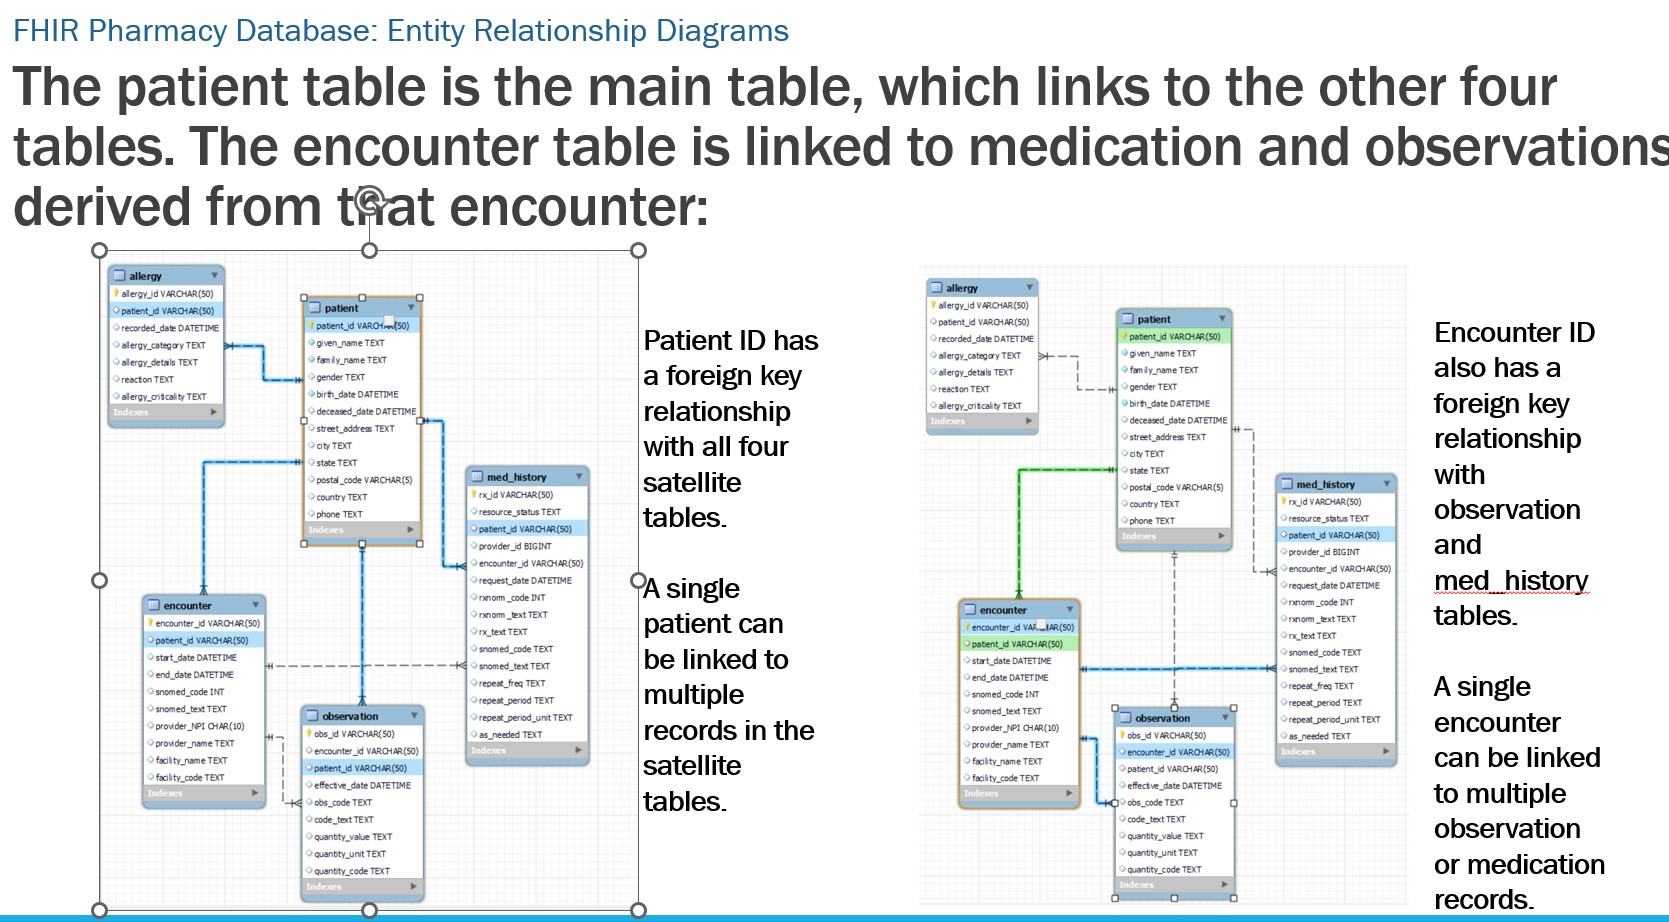 FHIR Pharmacy Database: Entity Relationship Diagrams
The patient table is the main table, which links to the other four
tables. The encounter table is linked to medication and observations
derived from that encounter:
allergy
allergy_id VARCHAR(50)
patient_id VARCHAR(50)
recorded_date DATETIME
allergy_category TEXT
allergy_details TEXT
reaction TEXT
allergy_criticality TEXT
Indexes
patient
patient_id VARCHAR(50)
given_name TEXT
family_name TEXT
gender TEXT
birth_date DATETIME
deceased_date DATETIME
street_address TEXT
city TEXT
state TEXT
postal_code VARCHAR(5)
country TEXT
phone TEXT
Indexes
med_history
rx_id VARCHAR(50)
resource_status TEXT
patient_id VARCHAR(50)
provider_id BIGINT
encounter_id VARCHAR(50)
request_date DATETIME
rxnorm_code INT
rxnorm_text TEXT
rx_text TEXT
snomed_code TEXT
snomed_text TEXT
repeat_freq TEXT
repeat_period TEXT
repeat_period_unit TEXT
as_needed TEXT
Indexes
encounter
encounter_id VARCHAR(50)
patient_id VARCHAR(50)
start_date DATETIME
end_date DATETIME
snomed_code INT
snomed_text TEXT
provider_NPI CHAR(10)
provider_name TEXT
facility_name TEXT
facility_code TEXT
Indexes
observation
obs_id VARCHAR(50)
encounter_id VARCHAR(50)
patient_id VARCHAR(50)
effective_date DATETIME
obs_code TEXT
code_text TEXT
quantity_value TEXT
quantity_unit TEXT
quantity_code TEXT
Indexes
Patient ID has
a foreign key
relationship
with all four
satellite
tables.
A single
patient can
be linked to
multiple
records in the
satellite
tables.
allergy
allergy_id VARCHAR(50)
patient_id VARCHAR(50)
recorded_date DATETIME
allergy_category TEXT
allergy_details TEXT
reaction TEXT
allergy_criticality TEXT
Indexes
patient
patient_id VARCHAR(50)
given_name TEXT
family_name TEXT
gender TEXT
birth_date DATETIME
deceased_date DATETIME
street_address TEXT
city TEXT
state TEXT
postal_code VARCHAR(5)
country TEXT
phone TEXT
Indexes
med_history
rx_id VARCHAR(50)
resource_status TEXT
patient_id VARCHAR(50)
provider_id BIGINT
encounter_id VARCHAR(50)
request_date DATETIME
rxnorm_code INT
rxnorm_text TEXT
rx_text TEXT
snomed_code TEXT
snomed_text TEXT
repeat_freq TEXT
repeat_period TEXT
repeat_period_unit TEXT
as_needed TEXT
Indexes
encounter
encounter_id VARCHAR(50)
patient_id VARCHAR(50)
start_date DATETIME
end_date DATETIME
snomed_code INT
snomed_text TEXT
provider_NPI CHAR(10)
provider_name TEXT
facility_name TEXT
facility_code TEXT
Indexes
observation
obs_id VARCHAR(50)
encounter_id VARCHAR(50)
patient_id VARCHAR(50)
effective_date DATETIME
obs_code TEXT
code_text TEXT
quantity_value TEXT
quantity_unit TEXT
quantity_code TEXT
Indexes
Encounter ID
also has a
foreign key
relationship
with
observation
and
med_history
tables.
A single
encounter
can be linked
to multiple
observation
or medication
records.